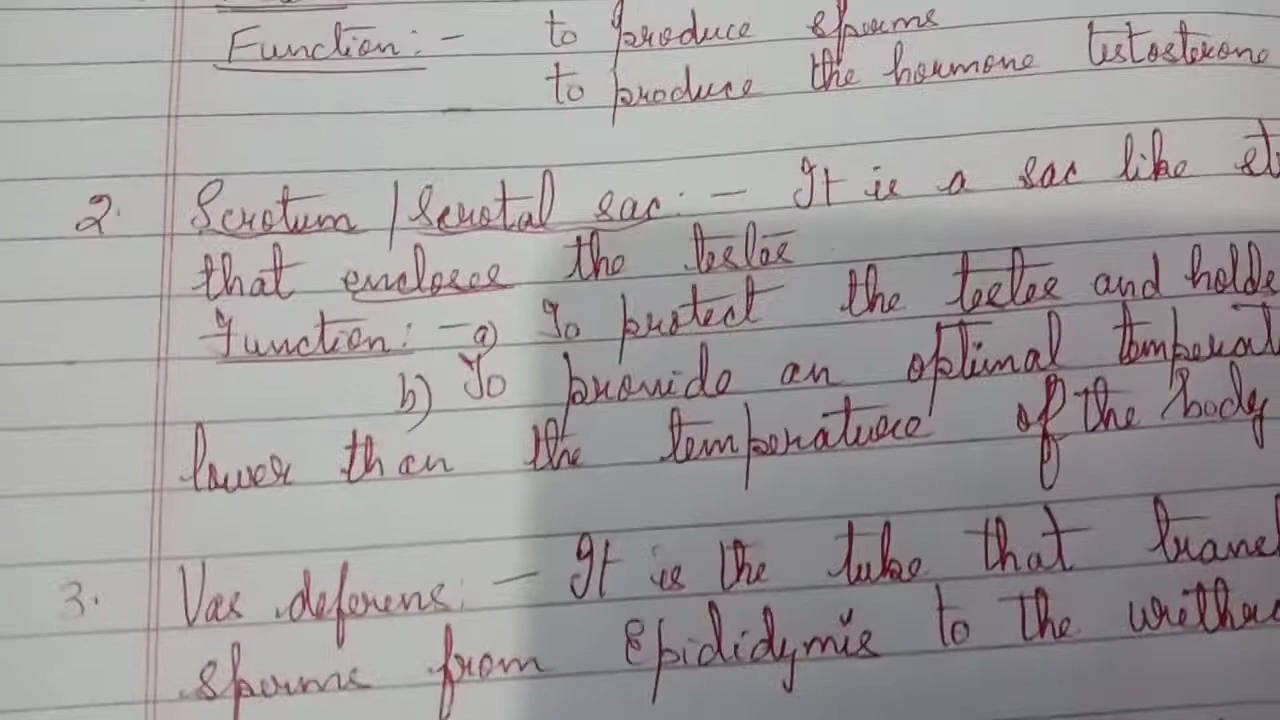 Function: - to produce sperms
to produce the hormone testosterone
2. Scrotum / Scrotal sac: - It is a sac like st
that encloses the testes
Function: - a) To protect the testes and holds
b) To provide an optimal temperat
lower than the temperature of the body
3. Vas deferens: - It is the tube that trans
sperms from Epididymis to the urethra